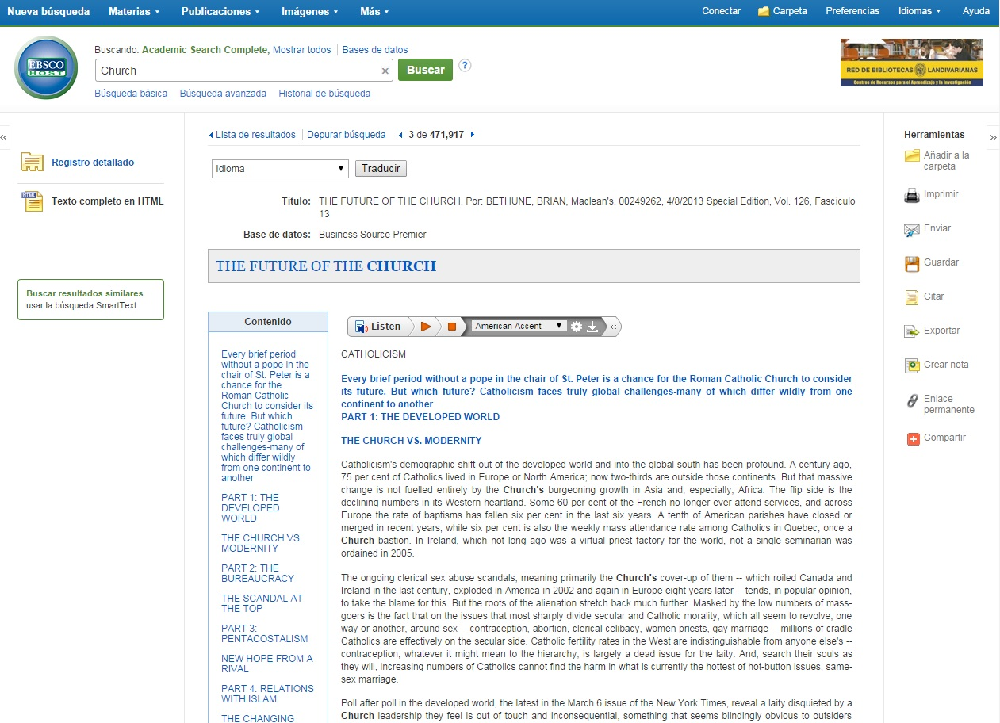 Nueva búsqueda Materias Publicaciones Imágenes Más Conectar Carpeta Preferencias Idiomas Ayuda
EBSCO
HOST
Buscando: Academic Search Complete, Mostrar todos Bases de datos
Church × Buscar ?
Búsqueda básica Búsqueda avanzada Historial de búsqueda
RED DE BIBLIOTECAS LANDIVARIANAS
Centros de Recursos para el Aprendizaje y la Investigación
«
Registro detallado
Texto completo en HTML
Buscar resultados similares
usar la búsqueda SmartText.
Lista de resultados Depurar búsqueda 3 de 471,917
Idioma Traducir
Título: THE FUTURE OF THE CHURCH. Por: BETHUNE, BRIAN, Maclean's, 00249262, 4/8/2013 Special Edition, Vol. 126, Fascículo
13
Base de datos: Business Source Premier
THE FUTURE OF THE CHURCH
Contenido
Every brief period
without a pope in the
chair of St. Peter is a
chance for the
Roman Catholic
Church to consider its
future. But which
future? Catholicism
faces truly global
challenges-many of
which differ wildly
from one continent to
another
PART 1: THE
DEVELOPED
WORLD
THE CHURCH VS.
MODERNITY
PART 2: THE
BUREAUCRACY
THE SCANDAL AT
THE TOP
PART 3:
PENTACOSTALISM
NEW HOPE FROM A
RIVAL
PART 4: RELATIONS
WITH ISLAM
THE CHANGING
Listen American Accent «
CATHOLICISM
Every brief period without a pope in the chair of St. Peter is a chance for the Roman Catholic Church to consider
its future. But which future? Catholicism faces truly global challenges-many of which differ wildly from one
continent to another
PART 1: THE DEVELOPED WORLD
THE CHURCH VS. MODERNITY
Catholicism's demographic shift out of the developed world and into the global south has been profound. A century ago,
75 per cent of Catholics lived in Europe or North America; now two-thirds are outside those continents. But that massive
change is not fuelled entirely by the Church's burgeoning growth in Asia and, especially, Africa. The flip side is the
declining numbers in its Western heartland. Some 60 per cent of the French no longer ever attend services, and across
Europe the rate of baptisms has fallen six per cent in the last six years. A tenth of American parishes have closed or
merged in recent years, while six per cent is also the weekly mass attendance rate among Catholics in Quebec, once a
Church bastion. In Ireland, which not long ago was a virtual priest factory for the world, not a single seminarian was
ordained in 2005.
The ongoing clerical sex abuse scandals, meaning primarily the Church's cover-up of them -- which roiled Canada and
Ireland in the last century, exploded in America in 2002 and again in Europe eight years later -- tends, in popular opinion,
to take the blame for this. But the roots of the alienation stretch back much further. Masked by the low numbers of mass-
goers is the fact that on the issues that most sharply divide secular and Catholic morality, which all seem to revolve, one
way or another, around sex -- contraception, abortion, clerical celibacy, women priests, gay marriage -- millions of cradle
Catholics are effectively on the secular side. Catholic fertility rates in the West are indistinguishable from anyone else's --
contraception, whatever it might mean to the hierarchy, is largely a dead issue for the laity. And, search their souls as
they will, increasing numbers of Catholics cannot find the harm in what is currently the hottest of hot-button issues, same-
sex marriage.
Poll after poll in the developed world, the latest in the March 6 issue of the New York Times, reveal a laity disquieted by a
Church leadership they feel is out of touch and inconsequential, something that seems blindingly obvious to outsiders
Herramientas »
Añadir a la
carpeta
Imprimir
Enviar
Guardar
Citar
Exportar
Crear nota
Enlace
permanente
Compartir